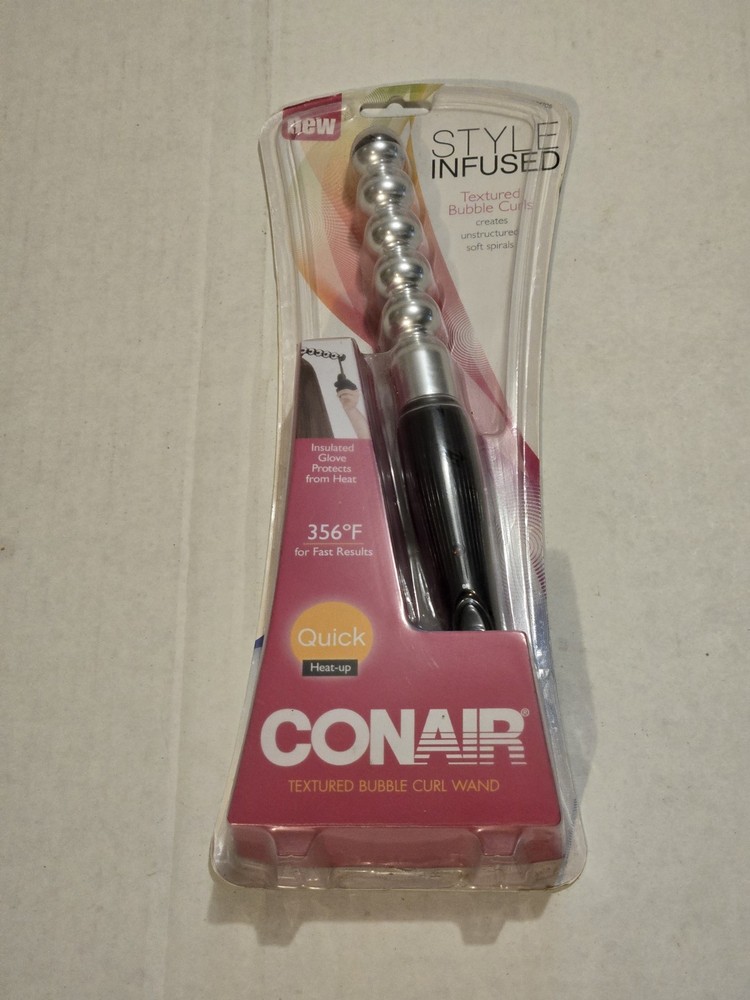 new
STYLE
INFUSED
Textured
Bubble Curls
creates
unstructured
soft spirals
Insulated
Glove
Protects
from Heat
356°F
for Fast Results
Quick
Heat-up
CONAIR®
TEXTURED BUBBLE CURL WAND